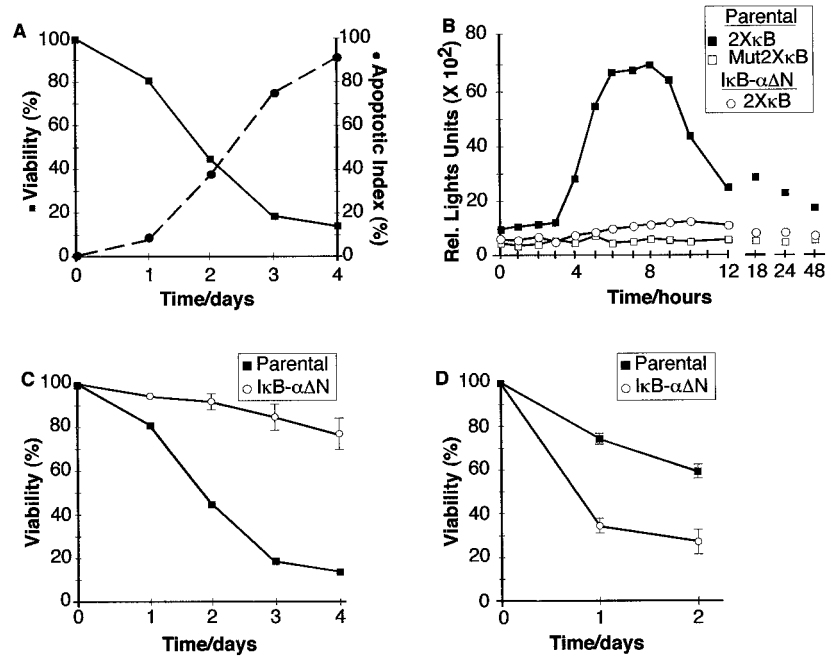 A
■ Viability (%)
100
80
60
40
20
0
0 1 2 3 4
Time/days
100
80
60
40
20
0
● Apoptotic Index (%)
B
Rel. Lights Units (X 10²)
80
60
40
20
0
0 4 8 12 18 24 48
Time/hours
Parental
2XκB
Mut2XκB
IκB-αΔN
2XκB
C
Parental
IκB-αΔN
Viability (%)
100
80
60
40
20
0
0 1 2 3 4
Time/days
D
Parental
IκB-αΔN
Viability (%)
100
80
60
40
20
0
0 1 2
Time/days